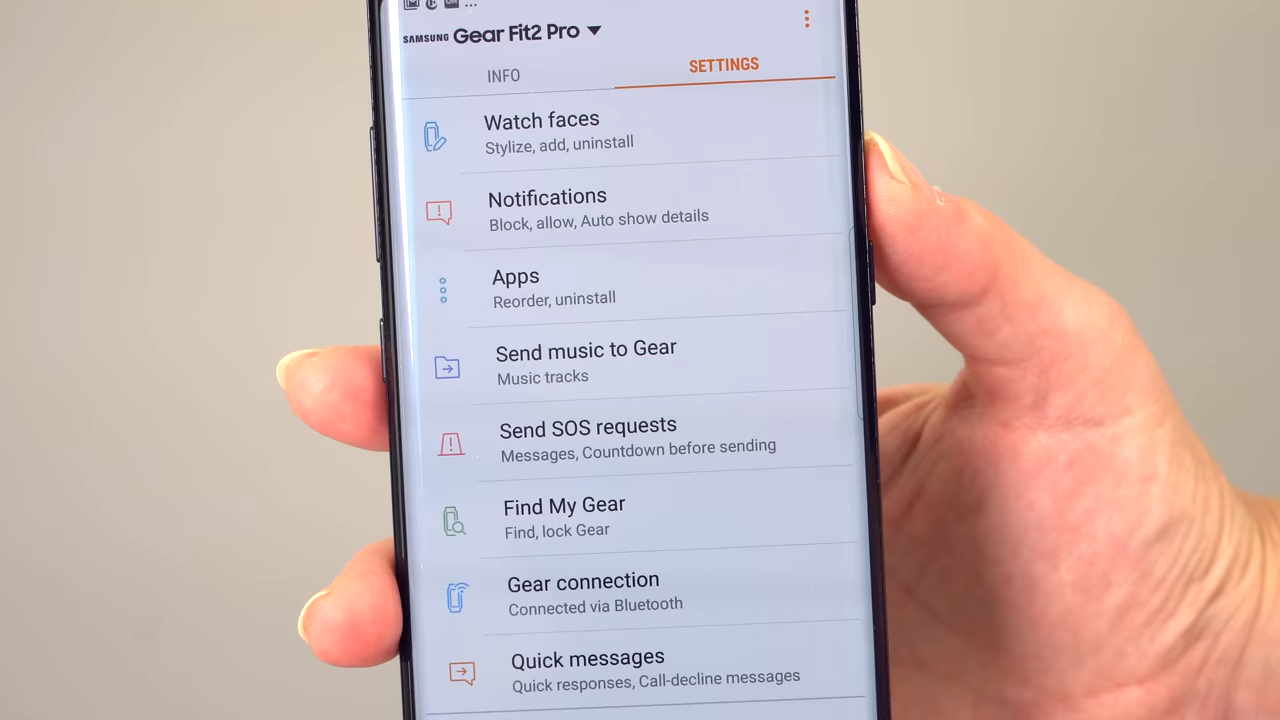 SAMSUNG Gear Fit2 Pro
INFO
SETTINGS
Watch faces
Stylize, add, uninstall
Notifications
Block, allow, Auto show details
Apps
Reorder, uninstall
Send music to Gear
Music tracks
Send SOS requests
Messages, Countdown before sending
Find My Gear
Find, lock Gear
Gear connection
Connected via Bluetooth
Quick messages
Quick responses, Call-decline messages